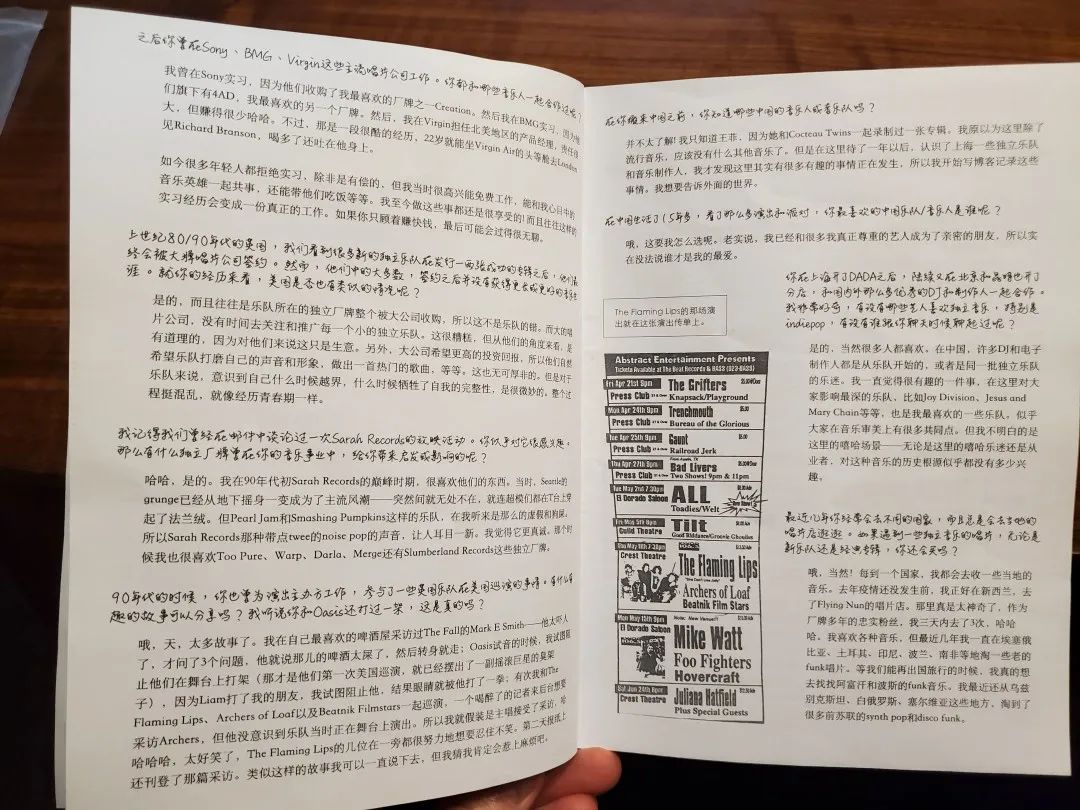 之后你曾在Sony、BMG、Virgin这些主流唱片公司工作。你都和哪些音乐人一起合作过呢？
我曾在Sony实习，因为他们收购了我最喜欢的厂牌之一Creation。然后我在BMG实习，因为他
们旗下有4AD，我最喜欢的另一个厂牌。然后，我在Virgin担任北美地区的产品经理，责任很
大，但赚得很少哈哈。不过，那是一段很酷的经历，22岁就能坐Virgin Air的头等舱去London
见Richard Branson，喝多了还吐在他身上。
如今很多年轻人都拒绝实习，除非是有偿的，但我当时很高兴能免费工作，能和我心目中的
音乐英雄一起共事，还能带他们吃饭等等。我至今做这些事都还是很享受的！而且往往这样的
实习经历会变成一份真正的工作。如果你只顾着赚快钱，最后可能会过得很无聊。
上世纪80/90年代的英国，我们看到很多新的独立乐队在发行一两张成功的专辑之后，他们最
终会被大牌唱片公司签约。然而，他们中的大多数，签约之后并没有获得更长或更好的音乐生
涯。就你的经历来看，美国是否也有类似的情况呢？
是的，而且往往是乐队所在的独立厂牌整个被大公司收购，所以这不是乐队的错。而大的唱
片公司，没有时间去关注和推广每一个小的独立乐队。这很糟糕，但从他们的角度来看，是
有道理的，因为对他们来说这只是生意。另外，大公司希望更高的投资回报，所以他们自然
希望乐队打磨自己的声音和形象，做出一首热门的歌曲，等等。这也无可厚非的。但是对于
乐队来说，意识到自己什么时候越界，什么时候牺牲了自我的完整性，是很微妙的。整个过
程挺混乱，就像经历青春期一样。
我记得我们曾经在邮件中谈论过一次Sarah Records的放映活动。你似乎对它很感兴趣。
那么有什么独立厂牌曾在你的音乐事业中，给你带来启发或影响的呢？
哈哈，是的。我在90年代初Sarah Records的巅峰时期，很喜欢他们的东西。当时，Seattle的
grunge已经从地下摇身一变成为了主流风潮——突然间就无处不在，就连超模们都在T台上穿
起了法兰绒。但Pearl Jam和Smashing Pumpkins这样的乐队，在我听来是那么的虚假和狗屎，
所以Sarah Records那种带点twee的noise pop的声音，让人耳目一新。我觉得它更真诚。那个时
候我也很喜欢Too Pure、Warp、Darla、Merge还有Slumberland Records这些独立厂牌。
90年代的时候，你也曾为演出主办方工作，参与了一些英国乐队在美国巡演的事情。有什么有
趣的故事可以分享吗？我听说你和Oasis还打过一架，这是真的吗？
哦，天，太多故事了。我在自己最喜欢的啤酒屋采访过The Fall的Mark E Smith——他太吓人
了，才问了3个问题，他就说那儿的啤酒太屎了，然后转身就走；Oasis试音的时候，我试图阻
止他们在舞台上打架（那才是他们第一次美国巡演，就已经摆出了一副摇滚巨星的臭架
子），因为Liam打了我的朋友，我试图阻止他，结果眼睛就被他打了一拳；有次我和The
Flaming Lips、Archers of Loaf以及Beatnik Filmstars一起巡演，一个喝醉了的记者来后台想要
采访Archers，但他没意识到乐队当时正在舞台上演出。所以我就假装是主唱接受了采访，哈
哈哈哈，太好笑了，The Flaming Lips的几位在一旁都很努力地想要忍住不笑。第二天报纸上
还刊登了那篇采访。类似这样的故事我可以一直说下去，但我猜我肯定会惹上麻烦吧。
在你搬来中国之前，你知道哪些中国的音乐人或音乐队吗？
并不太了解！我只知道王菲，因为她和Cocteau Twins一起录制过一张专辑。我原以为这里除了
流行音乐，应该没有什么其他音乐了。但是在这里待了一年以后，认识了上海一些独立乐队
和音乐制作人，我才发现这里其实有很多有趣的事情正在发生，所以我开始写博客记录这些
事情。我想要告诉外面的世界。
在中国生活了15年多，看了那么多演出和派对，你最喜欢的中国乐队/音乐人是谁呢？
哦，这要我怎么选呢。老实说，我已经和很多我真正尊重的艺人成为了亲密的朋友，所以实
在没法说谁才是我的最爱。
你在上海开了DADA之后，陆续又在北京和昆明也开了
分店，和国内外那么多优秀的DJ和制作人一起合作。
我非常的好奇，有没有哪些艺人喜欢独立音乐，特别是
indiepop，有没有谁跟你聊天时候聊起过呢？
是的，当然很多人都喜欢。在中国，许多DJ和电子
制作人都是从乐队开始的，或者是同一批独立乐队
的乐迷。我一直觉得很有趣的一件事，在这里对大
家影响最深的乐队，比如Joy Division、Jesus and
Mary Chain等等，也是我最喜欢的一些乐队。似乎
大家在音乐审美上有很多共同点。但我不明白的是
这里的嘻哈场景——无论是这里的嘻哈乐迷还是从
业者，对这种音乐的历史根源似乎都没有多少兴
趣。
最近几年你经常会去不同的国家，而且总是会去当地的
唱片店逛逛。如果遇到一些独立音乐的唱片，无论是
新乐队还是经典专辑，你还会买吗？
哦，当然！每到一个国家，我都会去收一些当地的音
乐。去年疫情还没发生前，我正好在新西兰，去
了Flying Nun的唱片店。那里真是太神奇了，作为
厂牌多年的忠实粉丝，我三天内去了3次，哈哈
哈。我喜欢各种音乐，但最近几年我一直在埃塞俄
比亚、土耳其、印尼、波兰、南非等地淘一些老的
funk唱片。等我们能再出国旅行的时候，我真的想
去找找阿富汗和波斯的funk音乐。我最近还从乌兹
别克斯坦、白俄罗斯、塞尔维亚这些地方，淘到了
很多前苏联的synth pop和disco funk。
The Flaming Lips的那场演
出就在这张演出传单上。
Abstract Entertainment Presents
Tickets Available at The Beat Records & BASS (923-BASS)
Fri Apr 21st 9pm
The Grifters
Press Club
Knapsack/Playground
Mon Apr 24th 9pm
Trenchmouth
$5.00
Press Club
Bureau of the Glorious
Tue Apr 25th 9pm
Gaunt
$5.00
Press Club
Railroad Jerk
Thu Apr 27th 9pm
Bad Livers
Press Club
Two Shows! 9pm & 11pm
Tue May 2nd 7:30pm
El Dorado Saloon
ALL
Toadies/Welt
Fri May 5th 8pm
Tilt
Guild Theatre
Good Riddance/Groovie Ghoulies
Thu May 11th 7:30pm
Crest Theatre
The Flaming Lips
Archers of Loaf
Beatnik Film Stars
Mon May 15th 9pm
Note: New Venue!!
El Dorado Saloon
Mike Watt
Foo Fighters
Hovercraft
Sat Jun 24th 8pm
Crest Theatre
Juliana Hatfield
Plus Special Guests